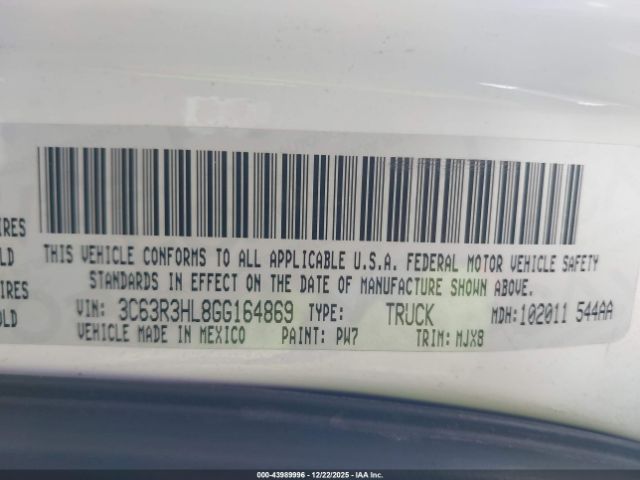 IRES
OLD
IRES
OLD
THIS VEHICLE CONFORMS TO ALL APPLICABLE U.S.A. FEDERAL MOTOR VEHICLE SAFETY
STANDARDS IN EFFECT ON THE DATE OF MANUFACTURE SHOWN ABOVE.
VIN: 3C63R3HL8GG164869 TYPE: TRUCK MDH:102011 544AA
VEHICLE MADE IN MEXICO PAINT: PW7 TRIM: MJX8
000-43989996 - 12/22/2025 - IAA Inc.